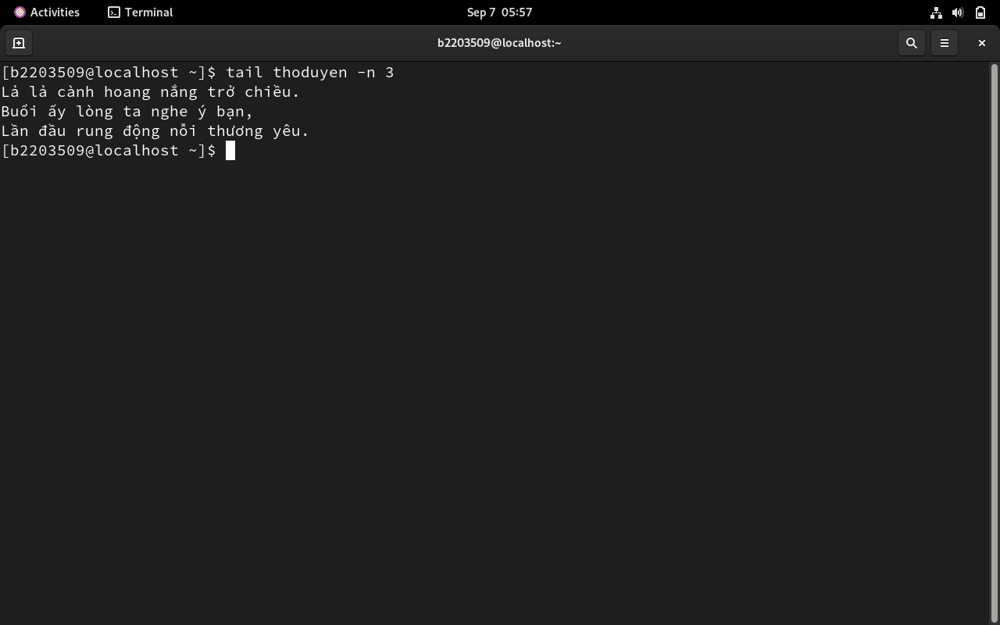 Activities Terminal Sep 7 05:57
b2203509@localhost:~
[b2203509@localhost ~]$ tail thoduyen -n 3
Lả lả cành hoang nắng trở chiều.
Buổi ấy lòng ta nghe ý bạn,
Lần đầu rung động nỗi thương yêu.
[b2203509@localhost ~]$